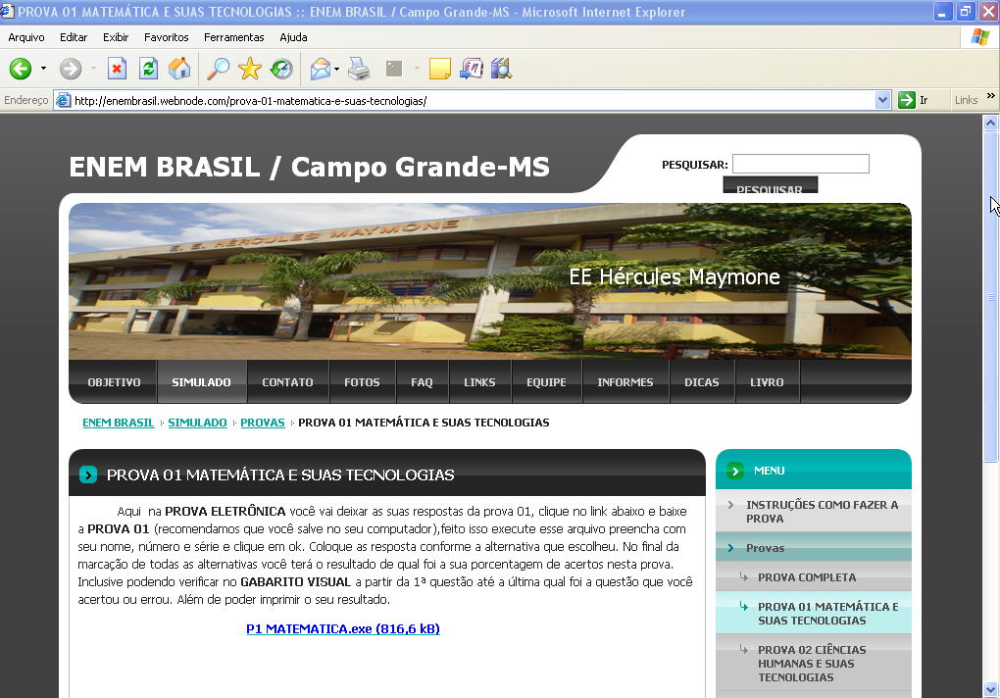 PROVA 01 MATEMÁTICA E SUAS TECNOLOGIAS :: ENEM BRASIL / Campo Grande-MS - Microsoft Internet Explorer
Arquivo Editar Exibir Favoritos Ferramentas Ajuda
Endereço http://enembrasil.webnode.com/prova-01-matematica-e-suas-tecnologias/ Ir Links »
ENEM BRASIL / Campo Grande-MS
PESQUISAR:
PESQUISAR
E. E. HÉRCULES MAYMONE
EE Hércules Maymone
OBJETIVO SIMULADO CONTATO FOTOS FAQ LINKS EQUIPE INFORMES DICAS LIVRO
ENEM BRASIL SIMULADO PROVAS PROVA 01 MATEMÁTICA E SUAS TECNOLOGIAS
PROVA 01 MATEMÁTICA E SUAS TECNOLOGIAS
Aqui na PROVA ELETRÔNICA você vai deixar as suas respostas da prova 01, clique no link abaixo e baixe
a PROVA 01 (recomendamos que você salve no seu computador),feito isso execute esse arquivo preencha com
seu nome, número e série e clique em ok. Coloque as resposta conforme a alternativa que escolheu. No final da
marcação de todas as alternativas você terá o resultado de qual foi a sua porcentagem de acertos nesta prova.
Inclusive podendo verificar no GABARITO VISUAL a partir da 1ª questão até a última qual foi a questão que você
acertou ou errou. Além de poder imprimir o seu resultado.
P1 MATEMATICA.exe (816,6 kB)
MENU
INSTRUÇÕES COMO FAZER A
PROVA
Provas
PROVA COMPLETA
PROVA 01 MATEMÁTICA E
SUAS TECNOLOGIAS
PROVA 02 CIÊNCIAS
HUMANAS E SUAS
TECNOLOGIAS